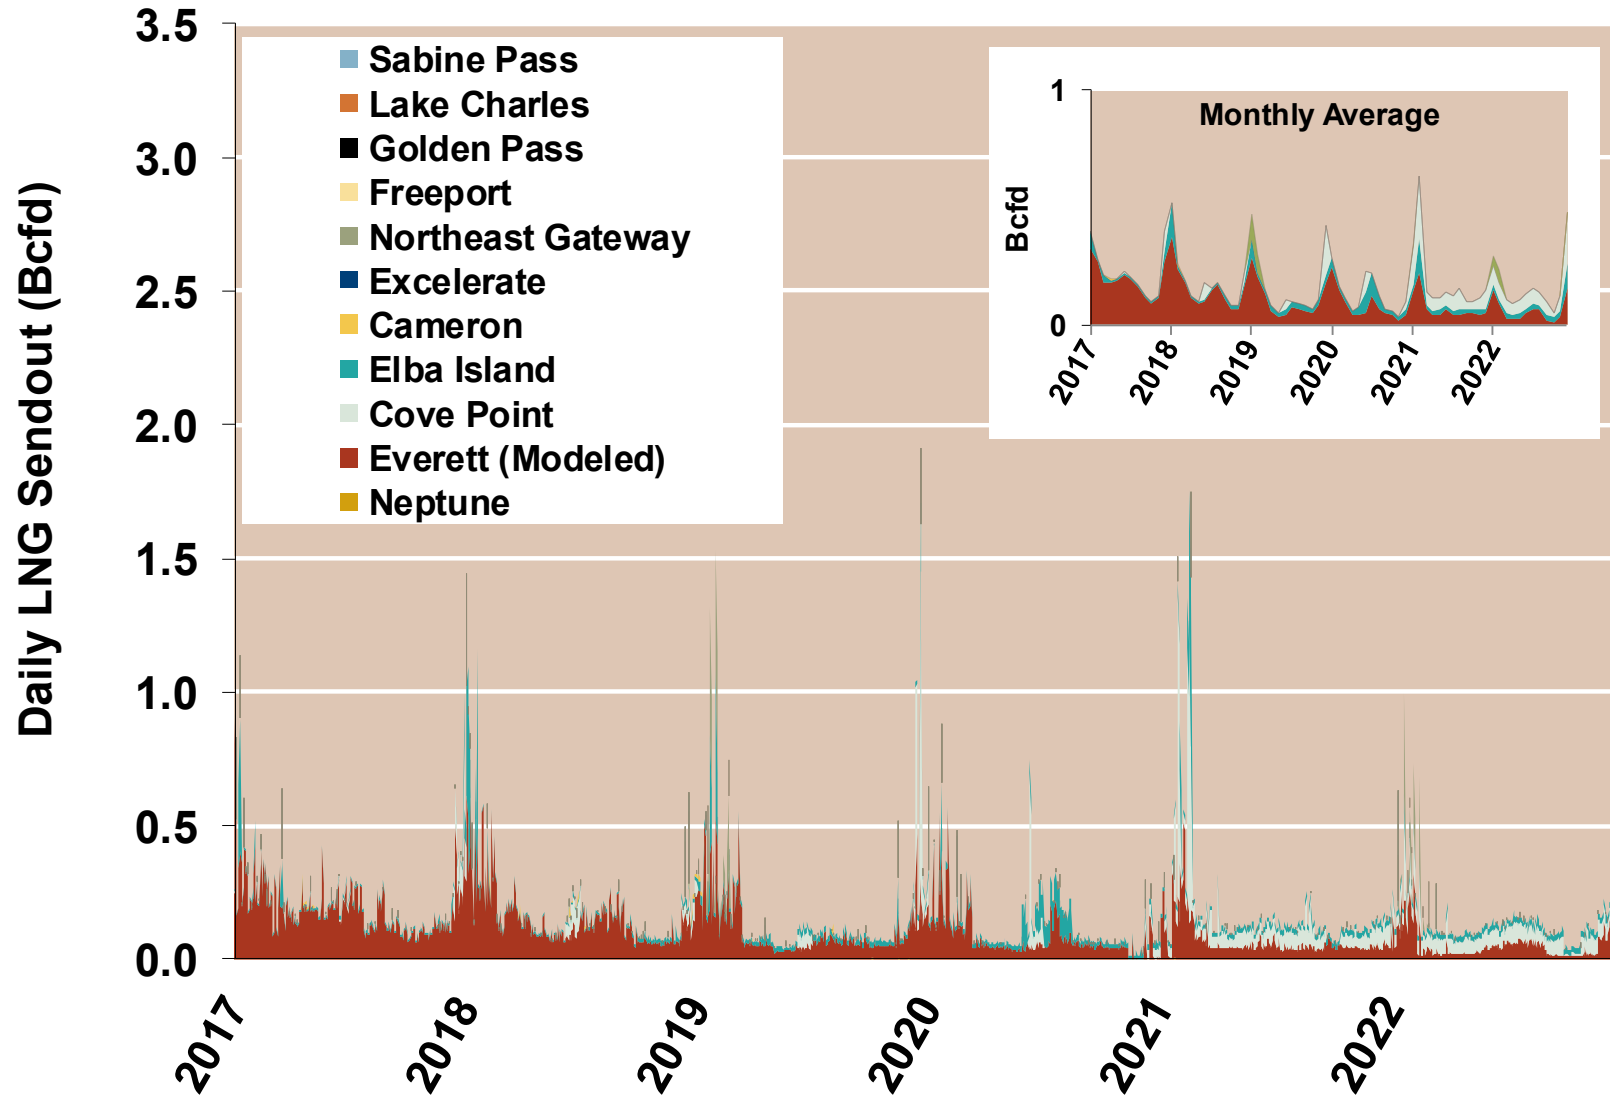 Daily LNG Sendout (Bcfd)
3.5
3.0
2.5
2.0
1.5
1.0
0.5
0.0
Sabine Pass
Lake Charles
Golden Pass
Freeport
Northeast Gateway
Excelerate
Cameron
Elba Island
Cove Point
Everett (Modeled)
Neptune
Monthly Average
Bcfd
1
0
2017
2018
2019
2020
2021
2022
2017
2018
2019
2020
2021
2022